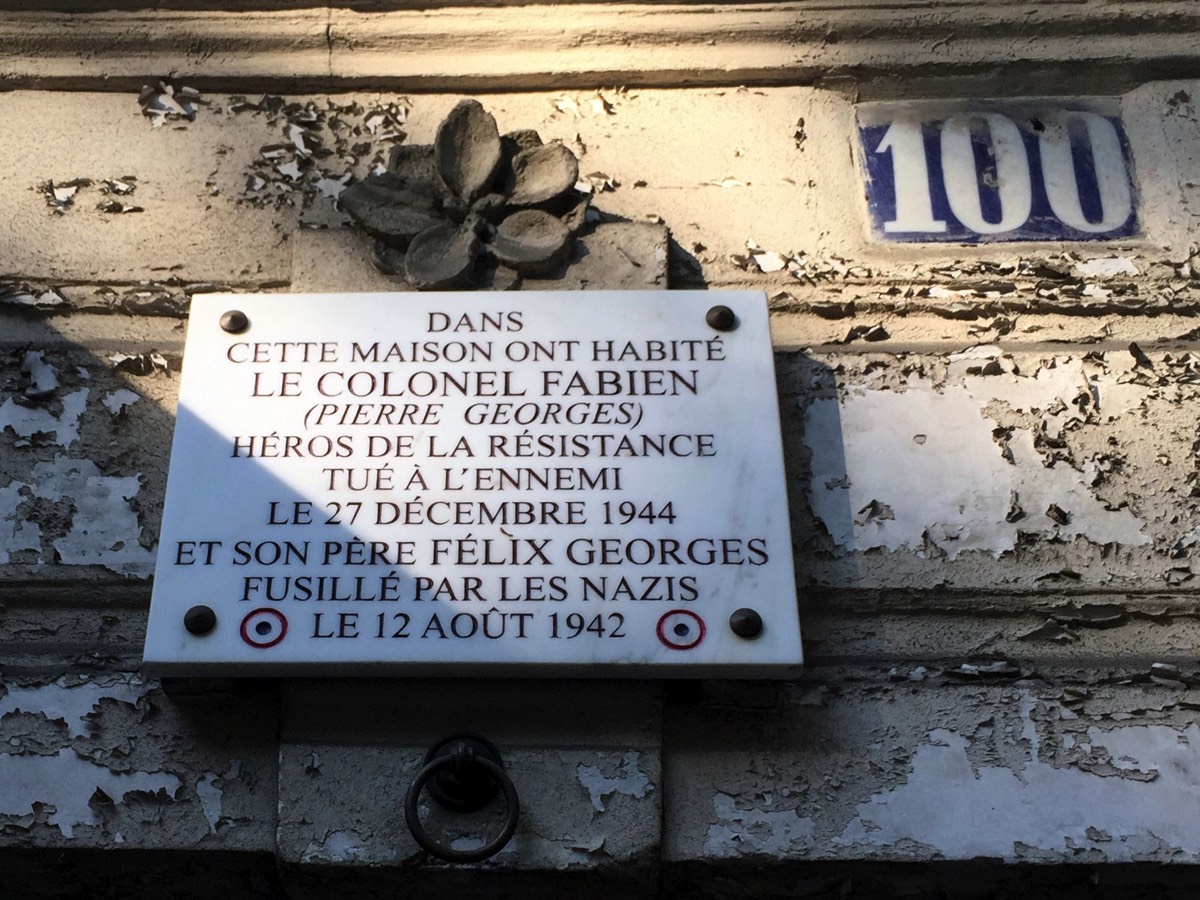 100
DANS
CETTE MAISON ONT HABITÉ
LE COLONEL FABIEN
(PIERRE GEORGES)
HÉROS DE LA RÉSISTANCE
TUÉ À L'ENNEMI
LE 27 DÉCEMBRE 1944
ET SON PÈRE FÉLIX GEORGES
FUSILLÉ PAR LES NAZIS
LE 12 AOÛT 1942